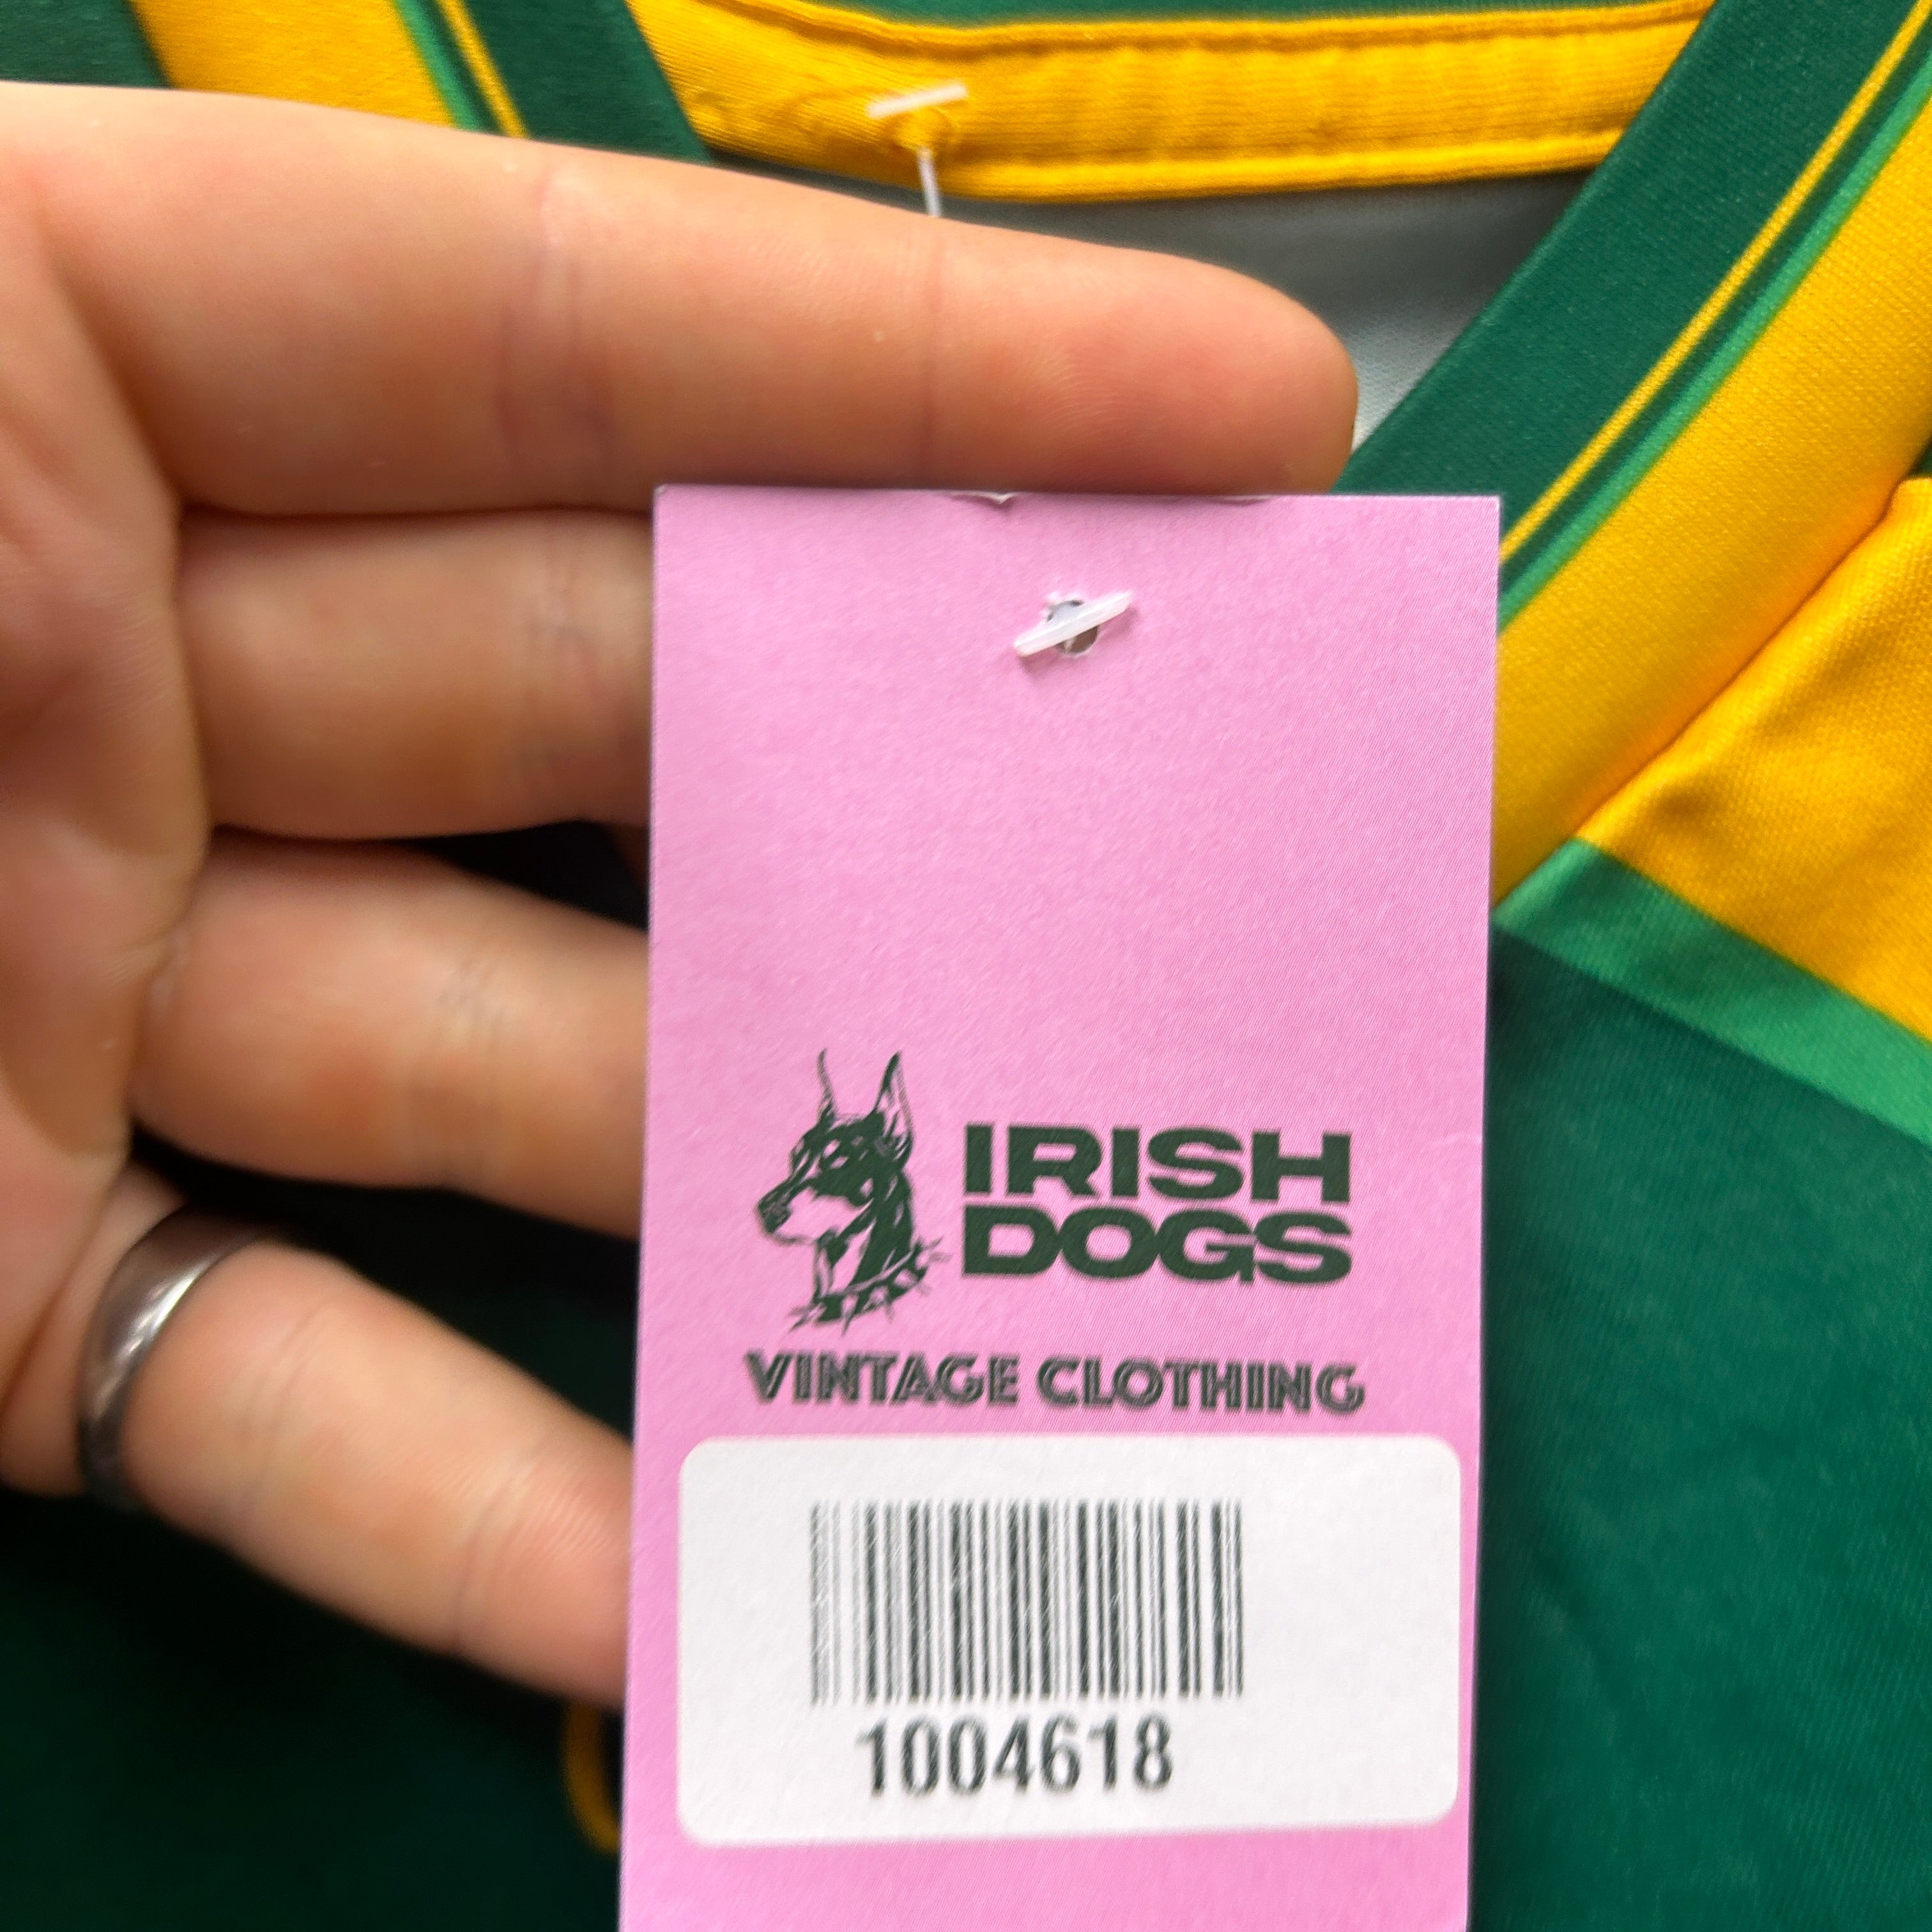 IRISH
DOGS
VINTAGE CLOTHING
1004618